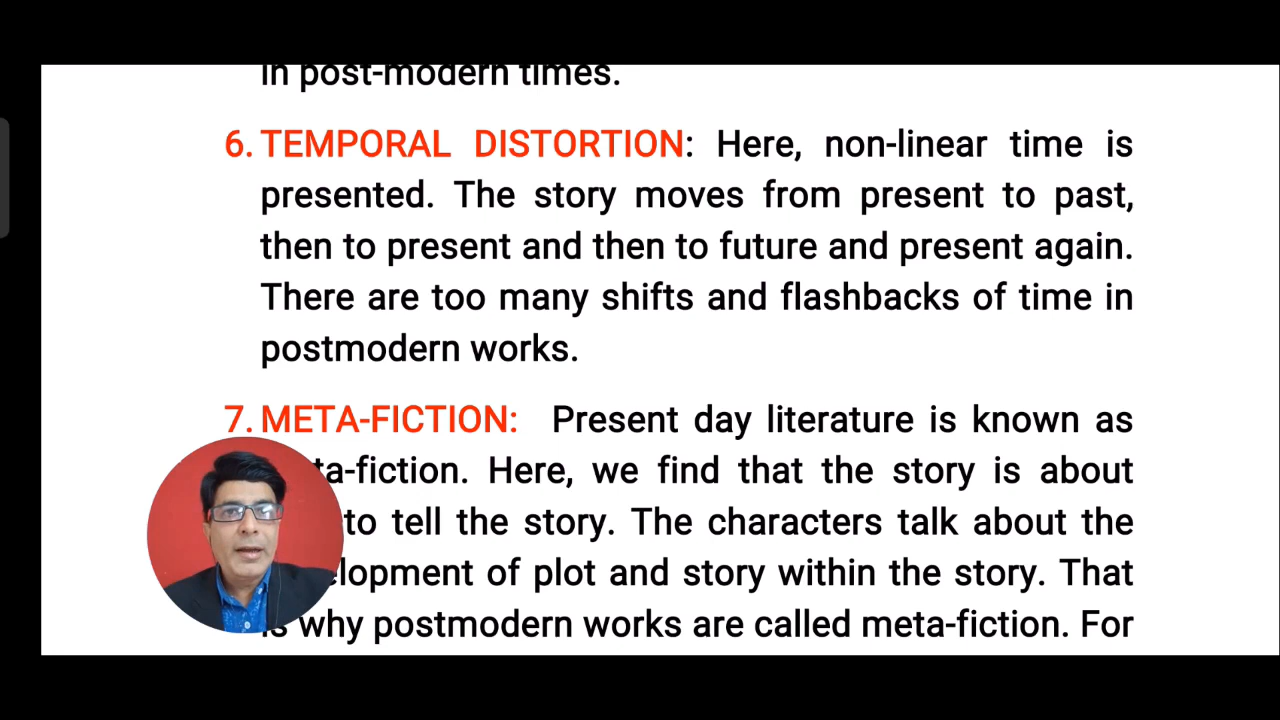 in post-modern times.
6. TEMPORAL DISTORTION: Here, non-linear time is
presented. The story moves from present to past,
then to present and then to future and present again.
There are too many shifts and flashbacks of time in
postmodern works.
7. META-FICTION: Present day literature is known as
ta-fiction. Here, we find that the story is about
to tell the story. The characters talk about the
elopment of plot and story within the story. That
is why postmodern works are called meta-fiction. For